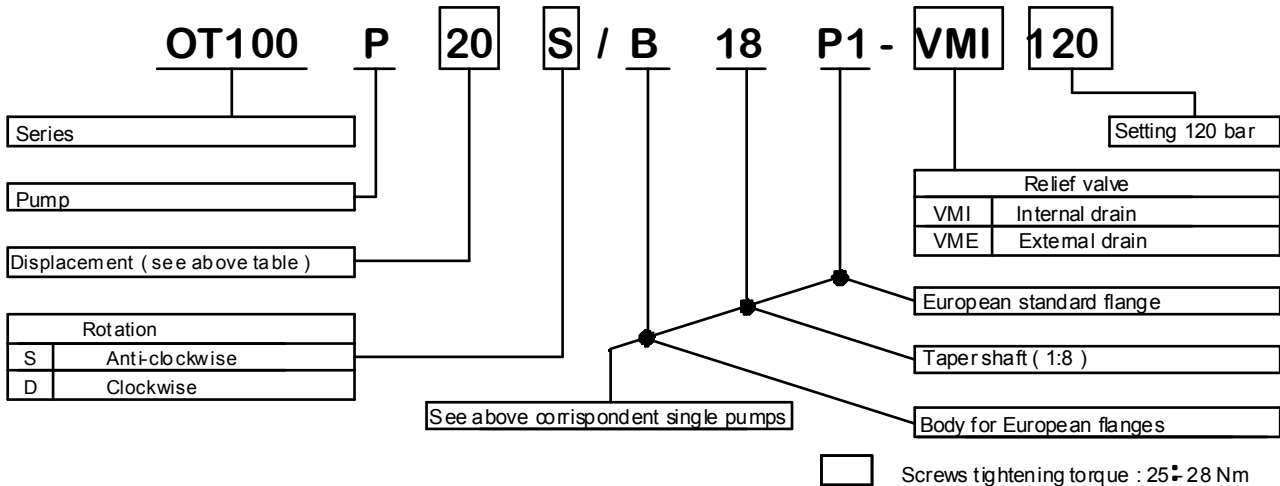 OT100 P 20 S / B 18 P1 - VMI 120
Series
Setting 120 bar
Pump
Relief valve
VMI Internal drain
VME External drain
Displacement ( see above table )
European standard flange
Rotation
S Anti-clockwise
D Clockwise
Taper shaft ( 1:8 )
See above corrispondent single pumps
Body for European flanges
Screws tightening torque : 25÷28 Nm